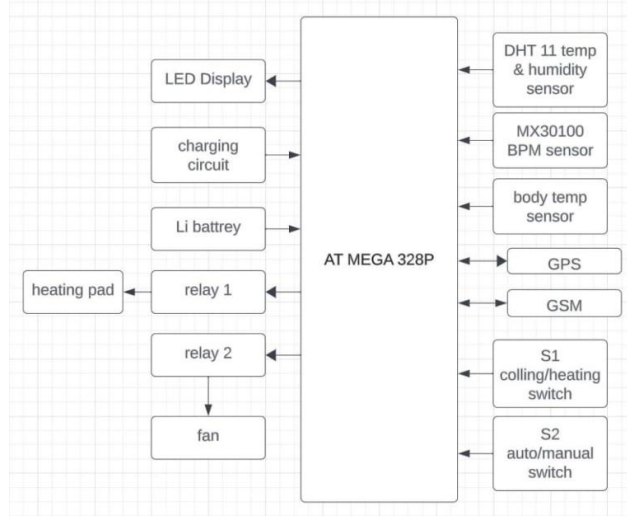 DHT 11 temp
& humidity
sensor
LED Display
MX30100
BPM sensor
charging
circuit
body temp
sensor
Li battrey
AT MEGA 328P
GPS
heating pad
relay 1
GSM
relay 2
S1
colling/heating
switch
fan
S2
auto/manual
switch